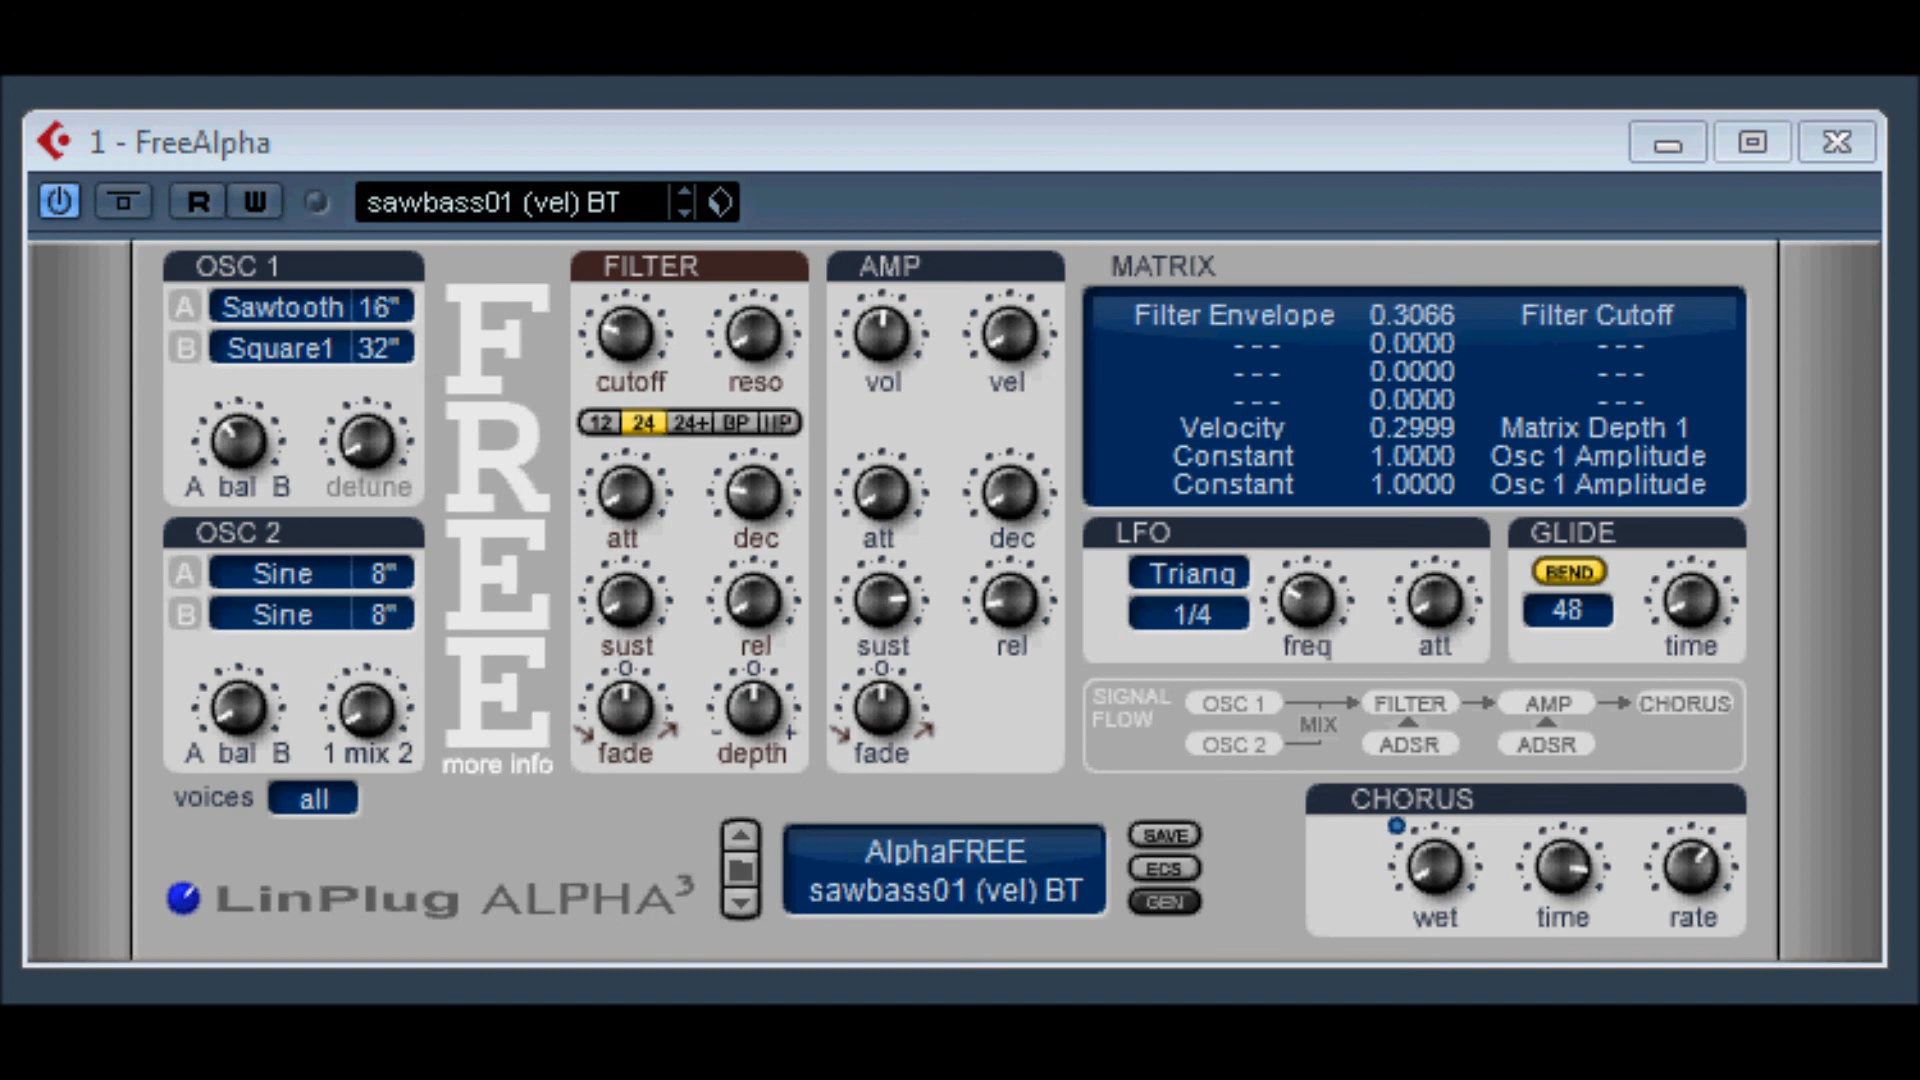 1 - FreeAlpha
R W sawbass01 (vel) BT
OSC 1
A Sawtooth 16"
B Square1 32"
A bal B detune
OSC 2
A Sine 8"
B Sine 8"
A bal B 1 mix 2
voices all
FREE
more info
FILTER
cutoff reso
12 24 24+ BP HP
att dec
sust rel
0 0
fade - depth +
AMP
vol vel
att dec
sust rel
0
fade
MATRIX
Filter Envelope 0.3066 Filter Cutoff
--- 0.0000 ---
--- 0.0000 ---
--- 0.0000 ---
Velocity 0.2999 Matrix Depth 1
Constant 1.0000 Osc 1 Amplitude
Constant 1.0000 Osc 1 Amplitude
LFO
Triang
1/4
freq att
GLIDE
BEND
48
time
SIGNAL FLOW
OSC 1 FILTER AMP CHORUS
MIX
OSC 2 ADSR ADSR
CHORUS
wet time rate
LinPlug ALPHA³
AlphaFREE
sawbass01 (vel) BT
SAVE
ECS
GEN